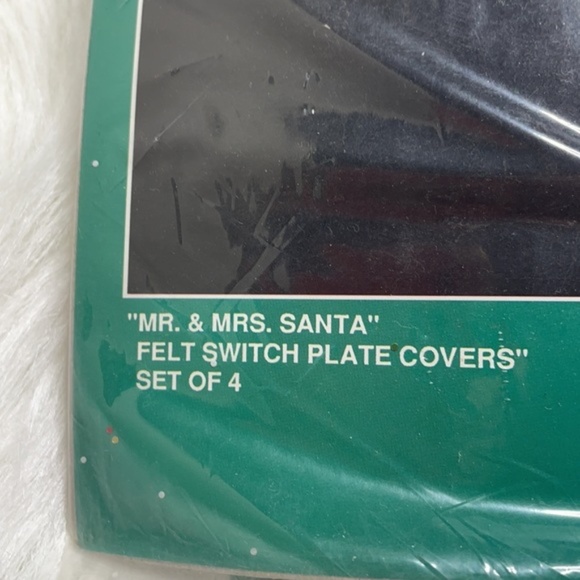 "MR. & MRS. SANTA"
FELT SWITCH PLATE COVERS"
SET OF 4